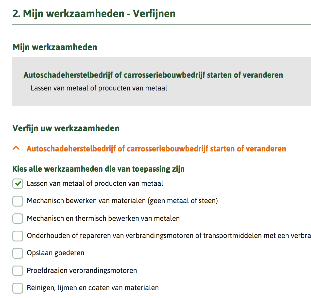 2. Mijn werkzaamheden - Verfijnen
Mijn werkzaamheden
Autoschadeherstelbedrijf of carrosseriebouwbedrijf starten of veranderen
Lassen van metaal of producten van metaal
Verfijn uw werkzaamheden
Autoschadeherstelbedrijf of carrosseriebouwbedrijf starten of veranderen
Kies alle werkzaamheden die van toepassing zijn
Lassen van metaal of producten van metaal
Mechanisch bewerken van materialen (geen metaal of steen)
Mechanisch en thermisch bewerken van metalen
Onderhouden of repareren van verbrandingsmotoren of transportmiddelen met een verbra
Opslaan goederen
Proefdraaien verbrandingsmotoren
Reinigen, lijmen en coaten van materialen